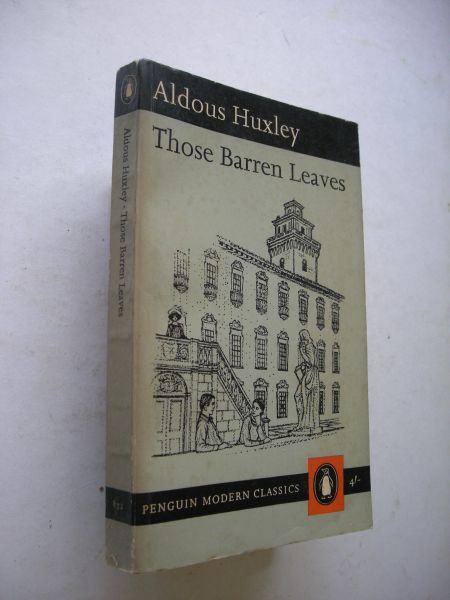 Aldous Huxley
Those Barren Leaves
PENGUIN MODERN CLASSICS
4/-
Aldous Huxley · Those Barren Leaves